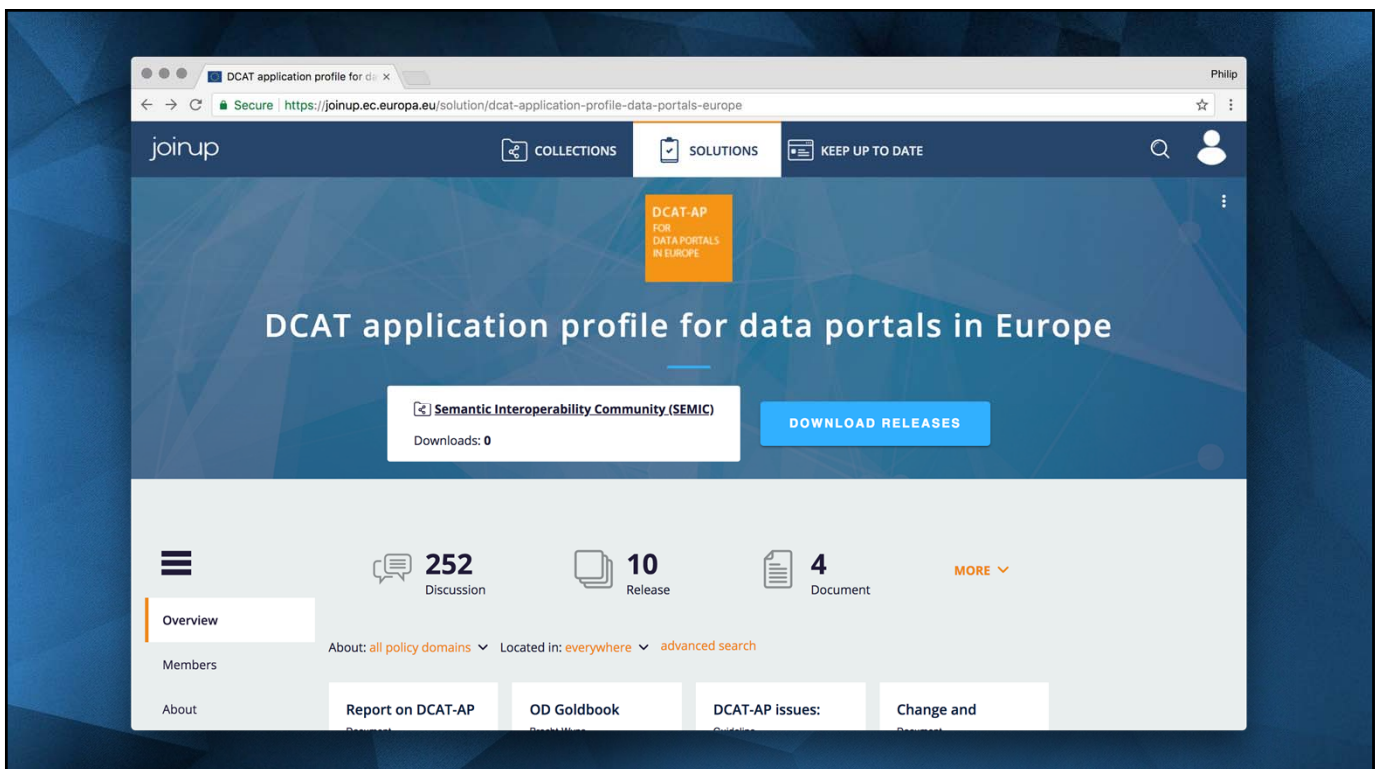 DCAT application profile for da
Philip
Secure https://joinup.ec.europa.eu/solution/dcat-application-profile-data-portals-europe
joinup
COLLECTIONS
SOLUTIONS
KEEP UP TO DATE
DCAT-AP
FOR
DATA PORTALS
IN EUROPE
DCAT application profile for data portals in Europe
Semantic Interoperability Community (SEMIC)
Downloads: 0
DOWNLOAD RELEASES
252
Discussion
10
Release
4
Document
MORE
Overview
Members
About
About: all policy domains Located in: everywhere advanced search
Report on DCAT-AP
OD Goldbook
DCAT-AP issues:
Change and